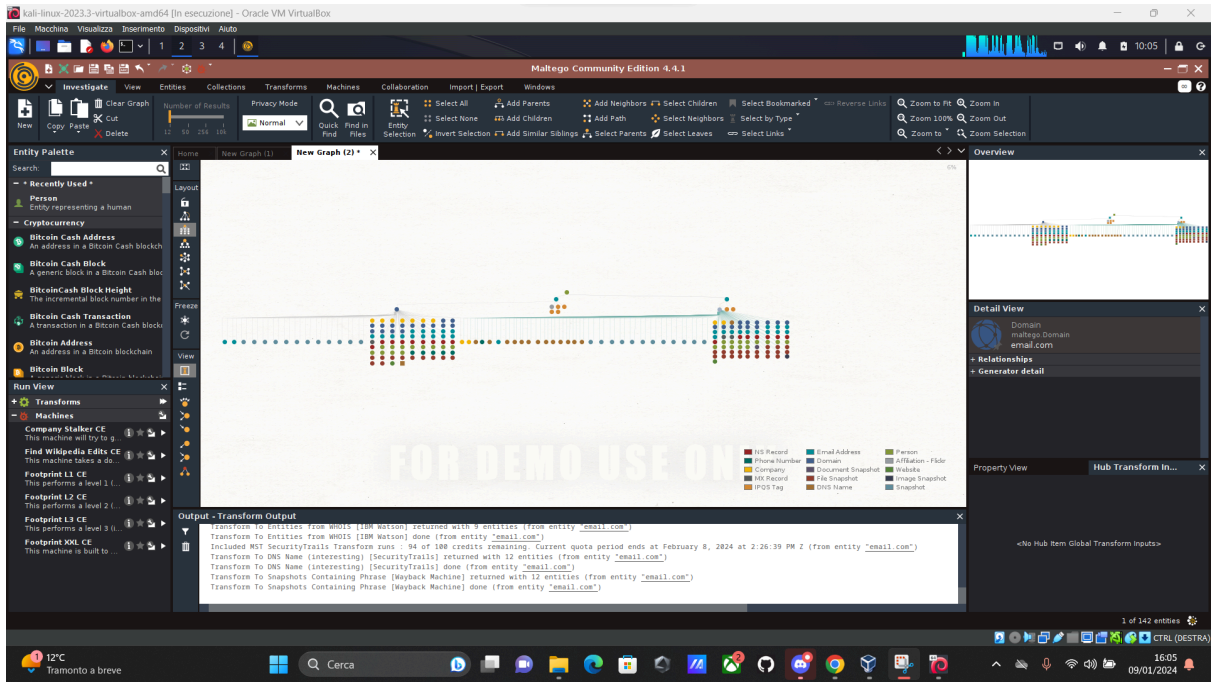 kali-linux-2023.3-virtualbox-amd64 [In esecuzione] - Oracle VM VirtualBox
File Macchina Visualizza Inserimento Dispositivi Aiuto
1 2 3 4
10:05
Maltego Community Edition 4.4.1
Investigate View Entities Collections Transforms Machines Collaboration Import | Export Windows
New
Copy Paste
Clear Graph
Cut
Delete
Number of Results
12 50 256 10k
Privacy Mode
Normal
Quick Find
Find in Files
Entity Selection
Select All
Select None
Invert Selection
Add Parents
Add Children
Add Similar Siblings
Add Neighbors
Add Path
Select Parents
Select Children
Select Neighbors
Select Leaves
Select Bookmarked
Select by Type
Select Links
Reverse Links
Zoom to Fit
Zoom 100%
Zoom to
Zoom In
Zoom Out
Zoom Selection
Entity Palette
Search:
* Recently Used *
Person
Entity representing a human
Cryptocurrency
Bitcoin Cash Address
An address in a Bitcoin Cash blockch
Bitcoin Cash Block
A generic block in a Bitcoin Cash bloc
BitcoinCash Block Height
The incremental block number in the
Bitcoin Cash Transaction
A transaction in a Bitcoin Cash blocki
Bitcoin Address
An address in a Bitcoin blockchain
Bitcoin Block
Run View
Transforms
Machines
Company Stalker CE
This machine will try to g...
Find Wikipedia Edits CE
This machine takes a do...
Footprint L1 CE
This performs a level 1 (...
Footprint L2 CE
This performs a level 2 (...
Footprint L3 CE
This performs a level 3 (i...
Footprint XXL CE
This machine is built to ...
Home New Graph (1) New Graph (2) *
Layout
Freeze
View
0%
FOR DEMO USE ON
NS Record Email Address Person
Phone Number Domain Affiliation - Flickr
Company Document Snapshot Website
MX Record File Snapshot Image Snapshot
IPQS Tag DNS Name Snapshot
Output - Transform Output
Transform To Entities from WHOIS [IBM Watson] returned with 9 entities (from entity "email.com")
Transform To Entities from WHOIS [IBM Watson] done (from entity "email.com")
Included MST SecurityTrails Transform runs : 94 of 100 credits remaining. Current quota period ends at February 8, 2024 at 2:26:39 PM Z (from entity "email.com")
Transform To DNS Name (interesting) [SecurityTrails] returned with 12 entities (from entity "email.com")
Transform To DNS Name (interesting) [SecurityTrails] done (from entity "email.com")
Transform To Snapshots Containing Phrase [Wayback Machine] returned with 12 entities (from entity "email.com")
Transform To Snapshots Containing Phrase [Wayback Machine] done (from entity "email.com")
Overview
Detail View
Domain
maltego.Domain
email.com
+ Relationships
+ Generator detail
Property View
Hub Transform In...
<No Hub Item Global Transform Inputs>
1 of 142 entities
CTRL (DESTRA)
1
12°C
Tramonto a breve
Cerca
16:05
09/01/2024